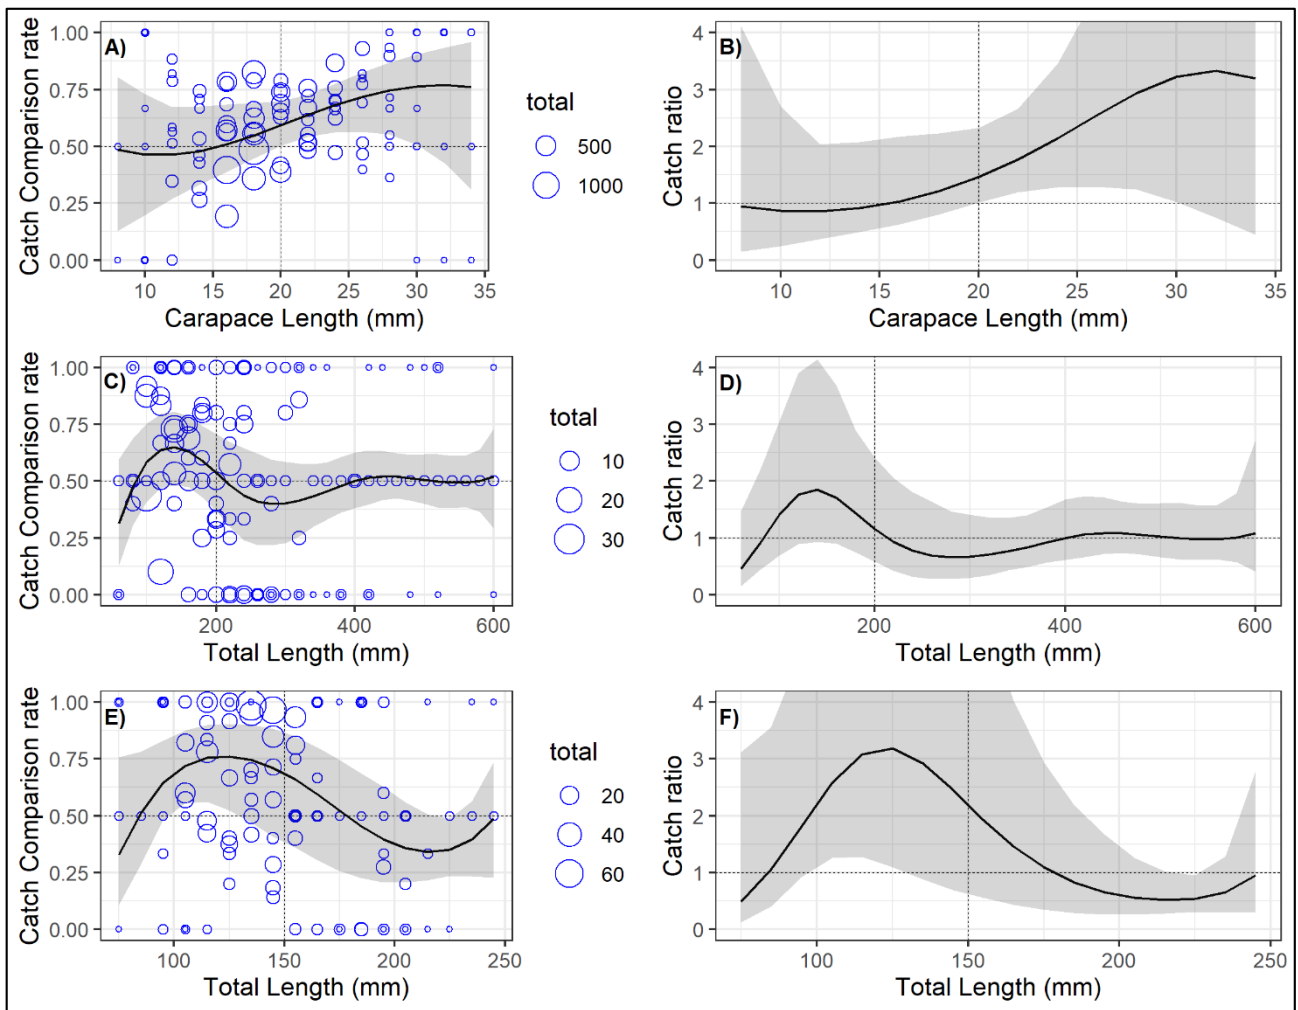 A)
Catch Comparison rate
1.00
0.75
0.50
0.25
0.00
10 15 20 25 30 35
Carapace Length (mm)
total
500
1000
B)
Catch ratio
4
3
2
1
0
10 15 20 25 30 35
Carapace Length (mm)
C)
Catch Comparison rate
1.00
0.75
0.50
0.25
0.00
200 400 600
Total Length (mm)
total
10
20
30
D)
Catch ratio
4
3
2
1
0
200 400 600
Total Length (mm)
E)
Catch Comparison rate
1.00
0.75
0.50
0.25
0.00
100 150 200 250
Total Length (mm)
total
20
40
60
F)
Catch ratio
4
3
2
1
0
100 150 200 250
Total Length (mm)